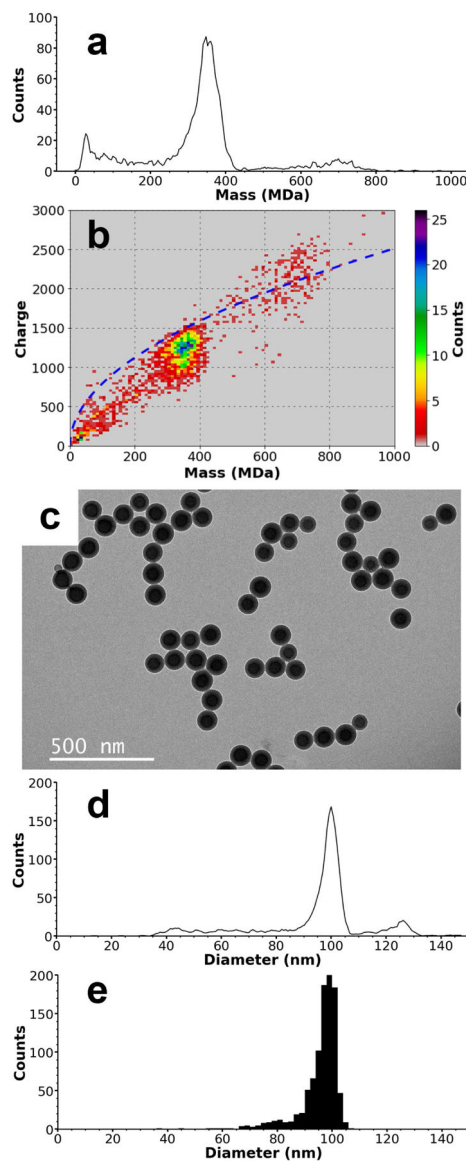 a
100
80
60
40
20
0
Counts
0 200 400 600 800 1000
Mass (MDa)
b
3000
2500
2000
1500
1000
500
0
Charge
0 200 400 600 800 1000
Mass (MDa)
25
20
15
10
5
0
Counts
c
500 nm
d
200
150
100
50
0
Counts
0 20 40 60 80 100 120 140
Diameter (nm)
e
200
150
100
50
0
Counts
0 20 40 60 80 100 120 140
Diameter (nm)